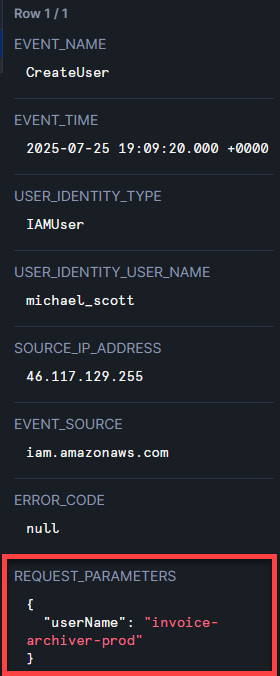 Row 1 / 1
EVENT_NAME
CreateUser
EVENT_TIME
2025-07-25 19:09:20.000 +0000
USER_IDENTITY_TYPE
IAMUser
USER_IDENTITY_USER_NAME
michael_scott
SOURCE_IP_ADDRESS
46.117.129.255
EVENT_SOURCE
iam.amazonaws.com
ERROR_CODE
null
REQUEST_PARAMETERS
{
"userName": "invoice-
archiver-prod"
}